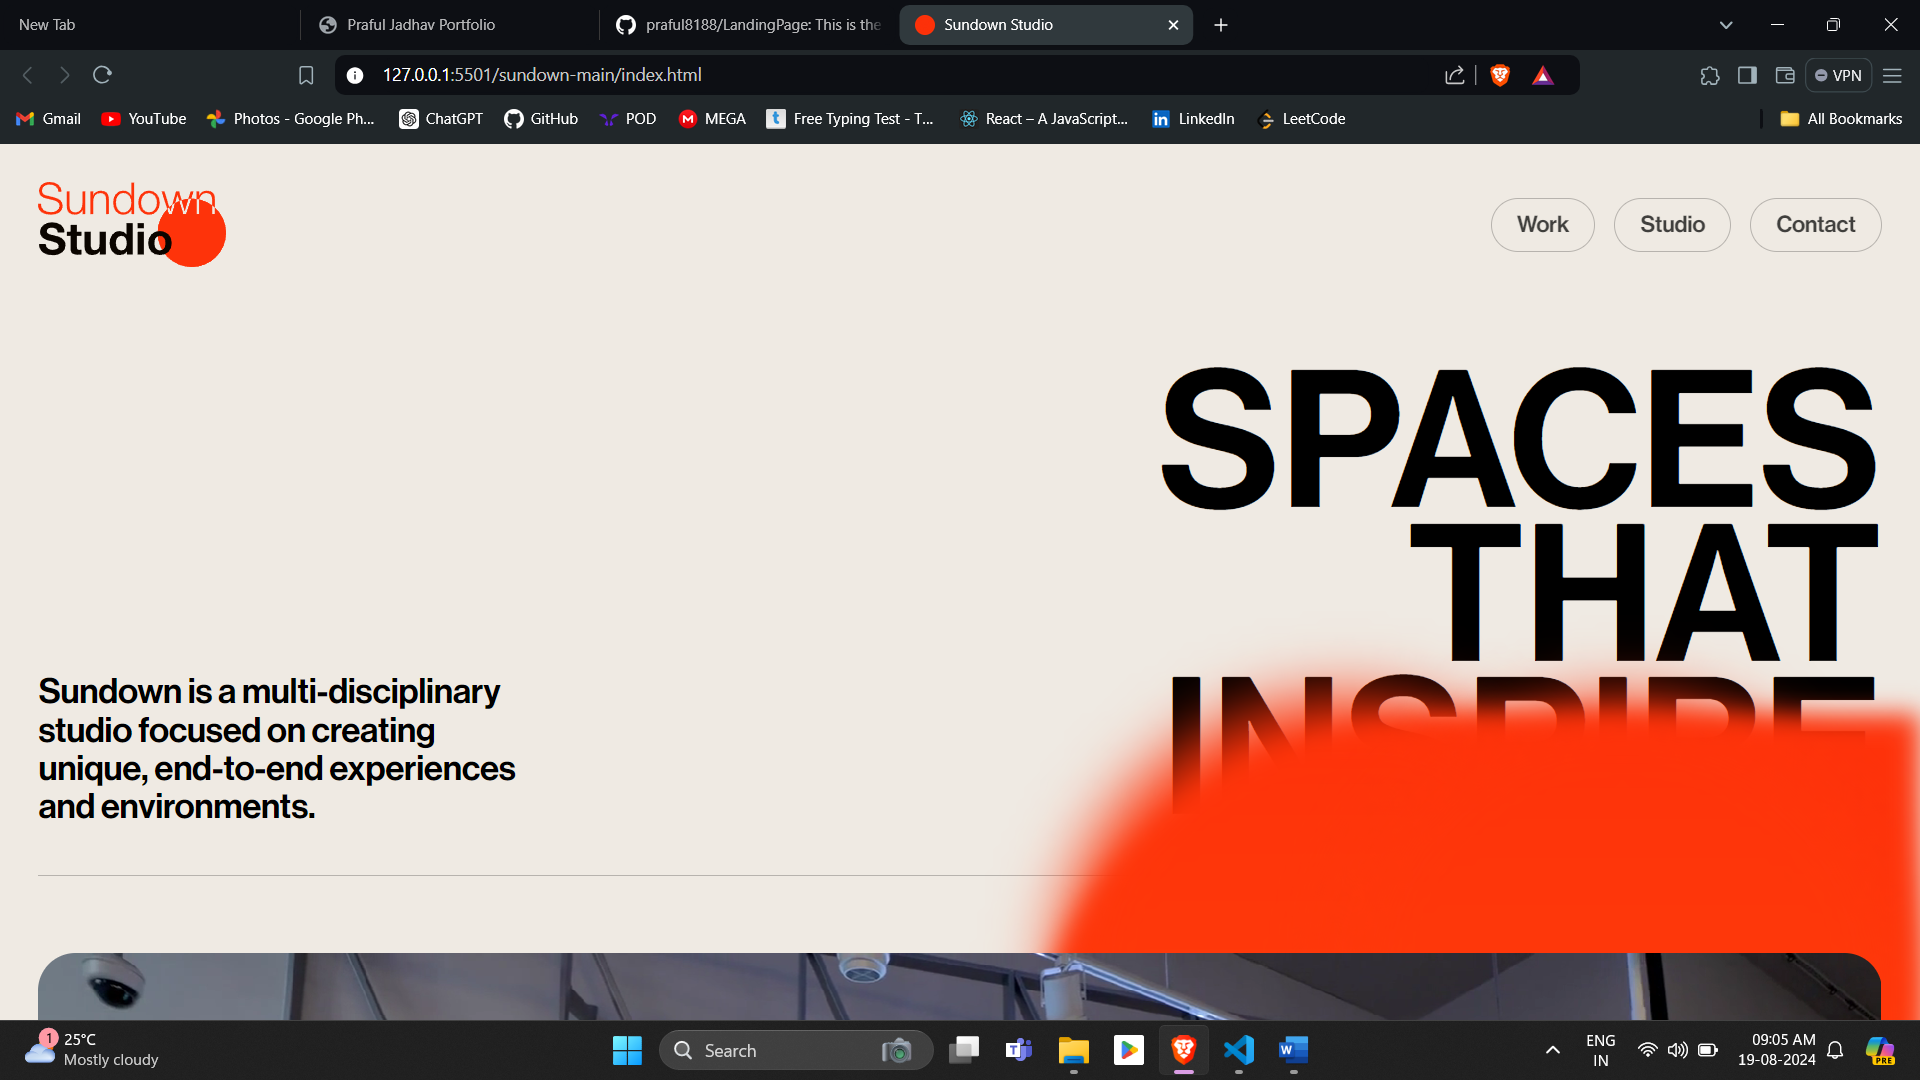 New Tab
Praful Jadhav Portfolio
praful8188/LandingPage: This is the
Sundown Studio
127.0.0.1:5501/sundown-main/index.html
VPN
Gmail
YouTube
Photos - Google Ph...
ChatGPT
GitHub
POD
MEGA
Free Typing Test - T...
React – A JavaScript...
LinkedIn
LeetCode
All Bookmarks
Sundown
Studio
Work
Studio
Contact
SPACES
THAT
INSPIRE
Sundown is a multi-disciplinary
studio focused on creating
unique, end-to-end experiences
and environments.
1
25°C
Mostly cloudy
Search
ENG
IN
09:05 AM
19-08-2024
PRE